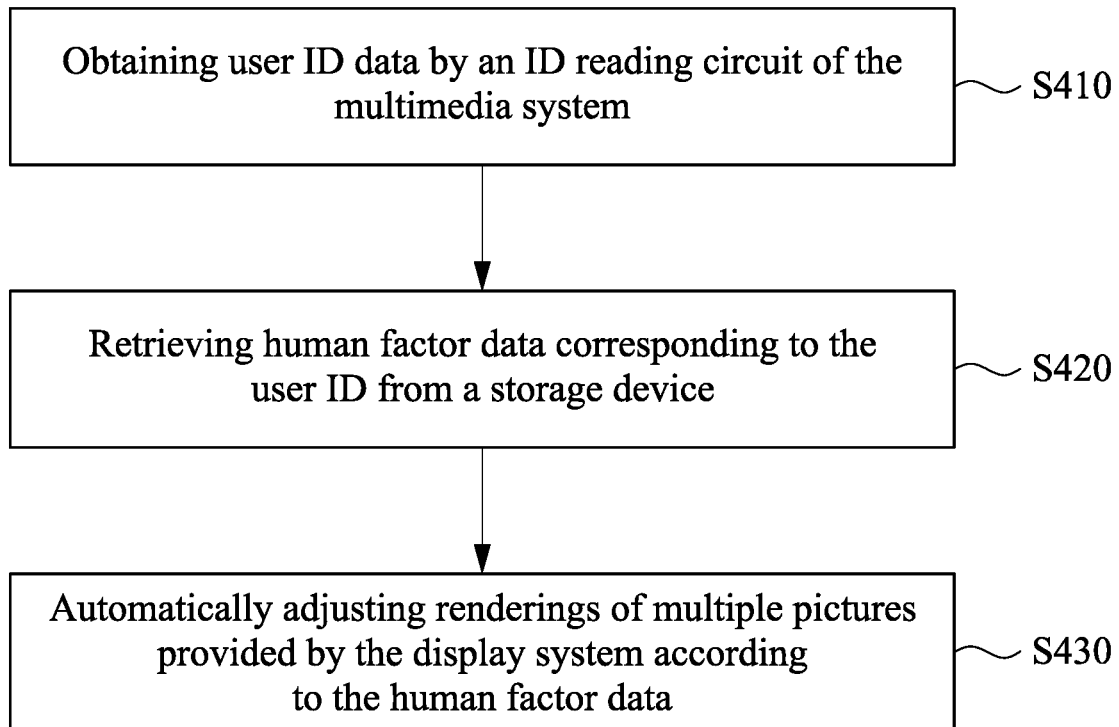 Obtaining user ID data by an ID reading circuit of the
multimedia system
S410
Retrieving human factor data corresponding to the
user ID from a storage device
S420
Automatically adjusting renderings of multiple pictures
provided by the display system according
to the human factor data
S430